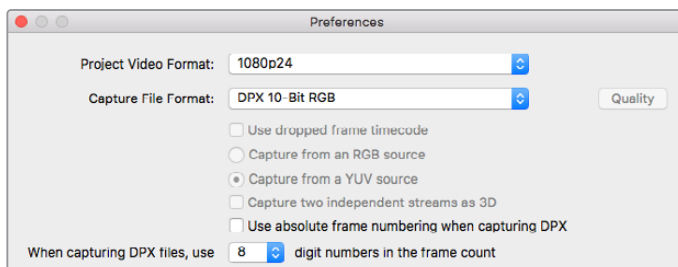 Preferences
Project Video Format: 1080p24
Capture File Format: DPX 10-Bit RGB Quality
Use dropped frame timecode
Capture from an RGB source
Capture from a YUV source
Capture two independent streams as 3D
Use absolute frame numbering when capturing DPX
When capturing DPX files, use 8 digit numbers in the frame count